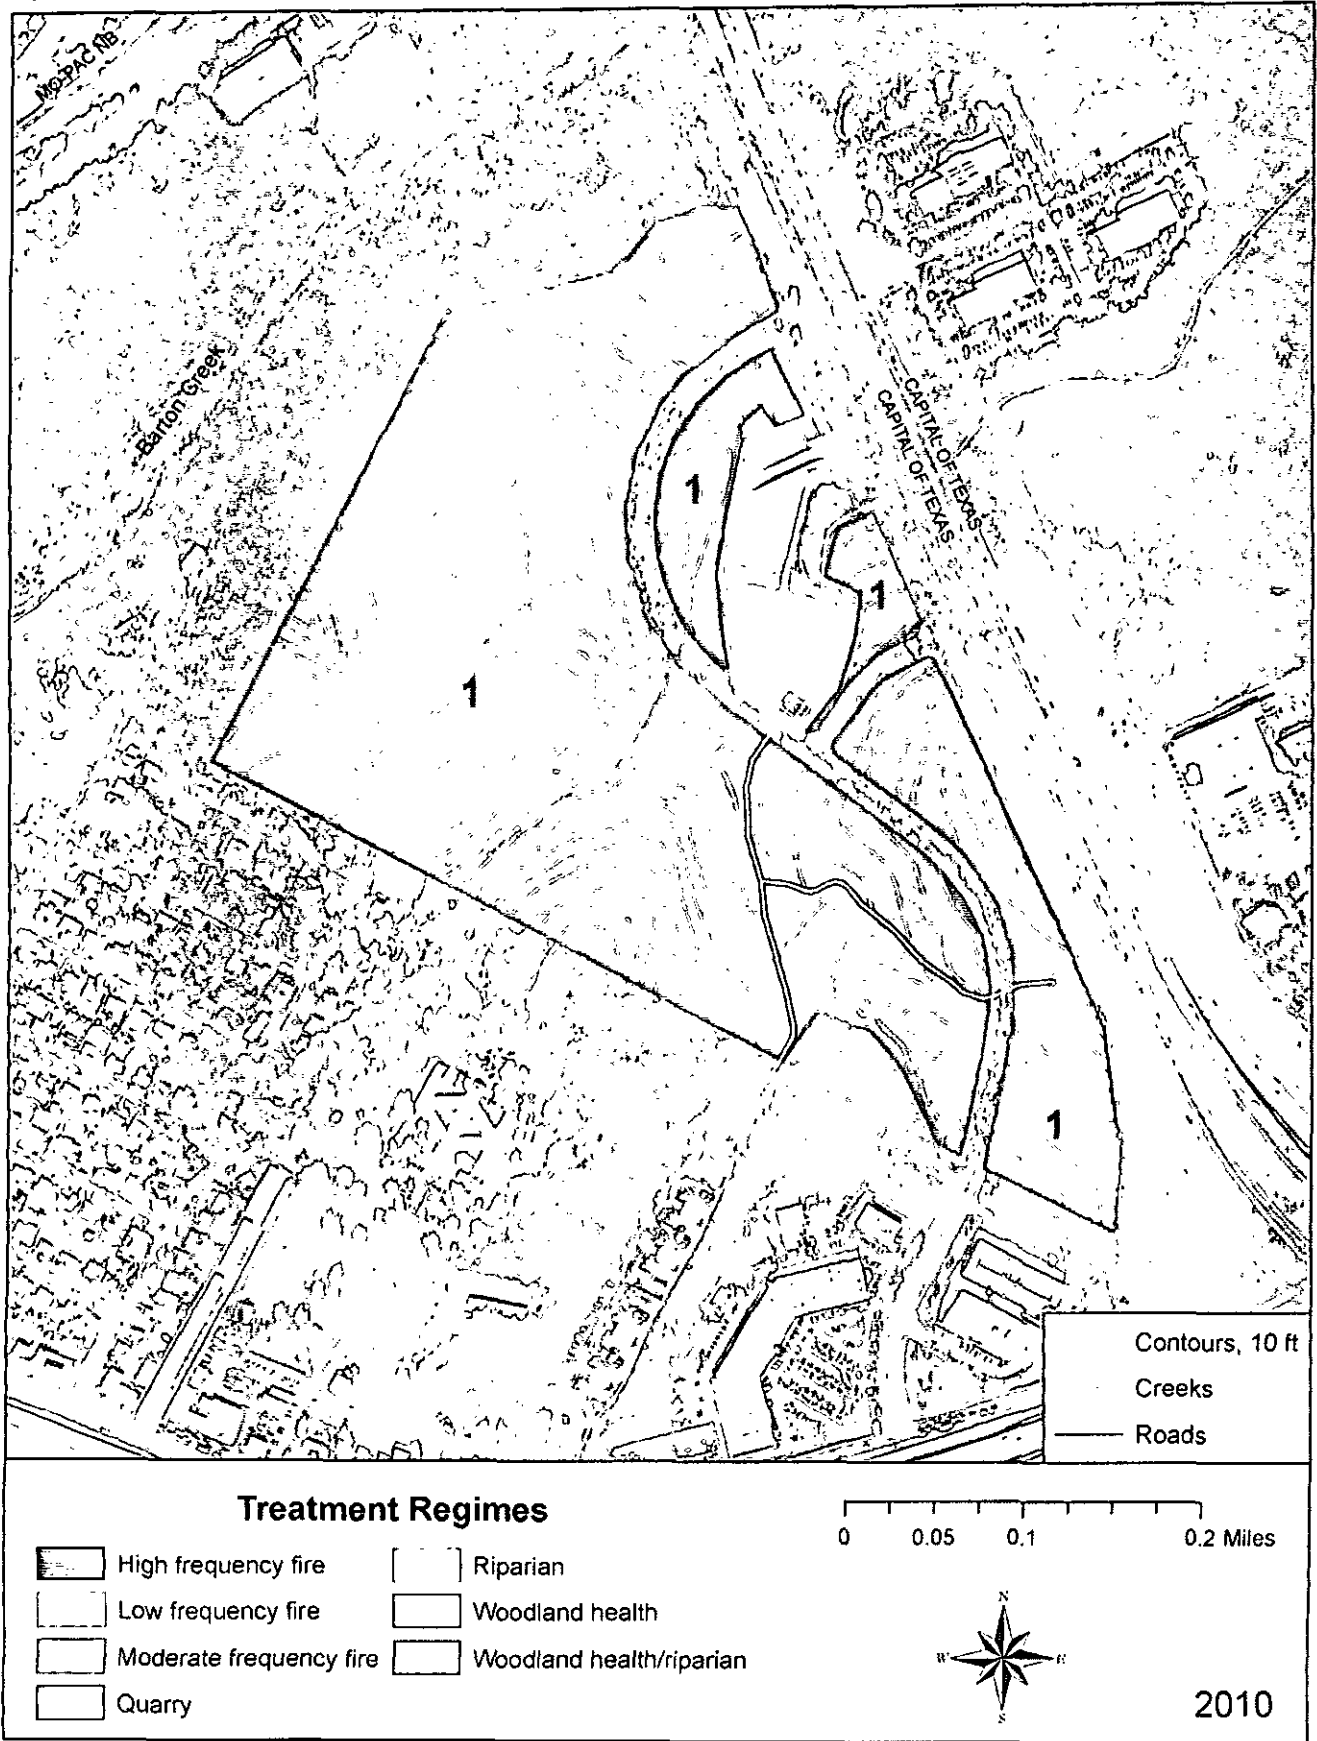 MO-PAC NB
Barton Creek
CAPITAL OF TEXAS
CAPITAL OF TEXAS
1
1
1
1
Contours, 10 ft
Creeks
Roads
Treatment Regimes
High frequency fire
Low frequency fire
Moderate frequency fire
Quarry
Riparian
Woodland health
Woodland health/riparian
0 0.05 0.1 0.2 Miles
N
W E
S
2010